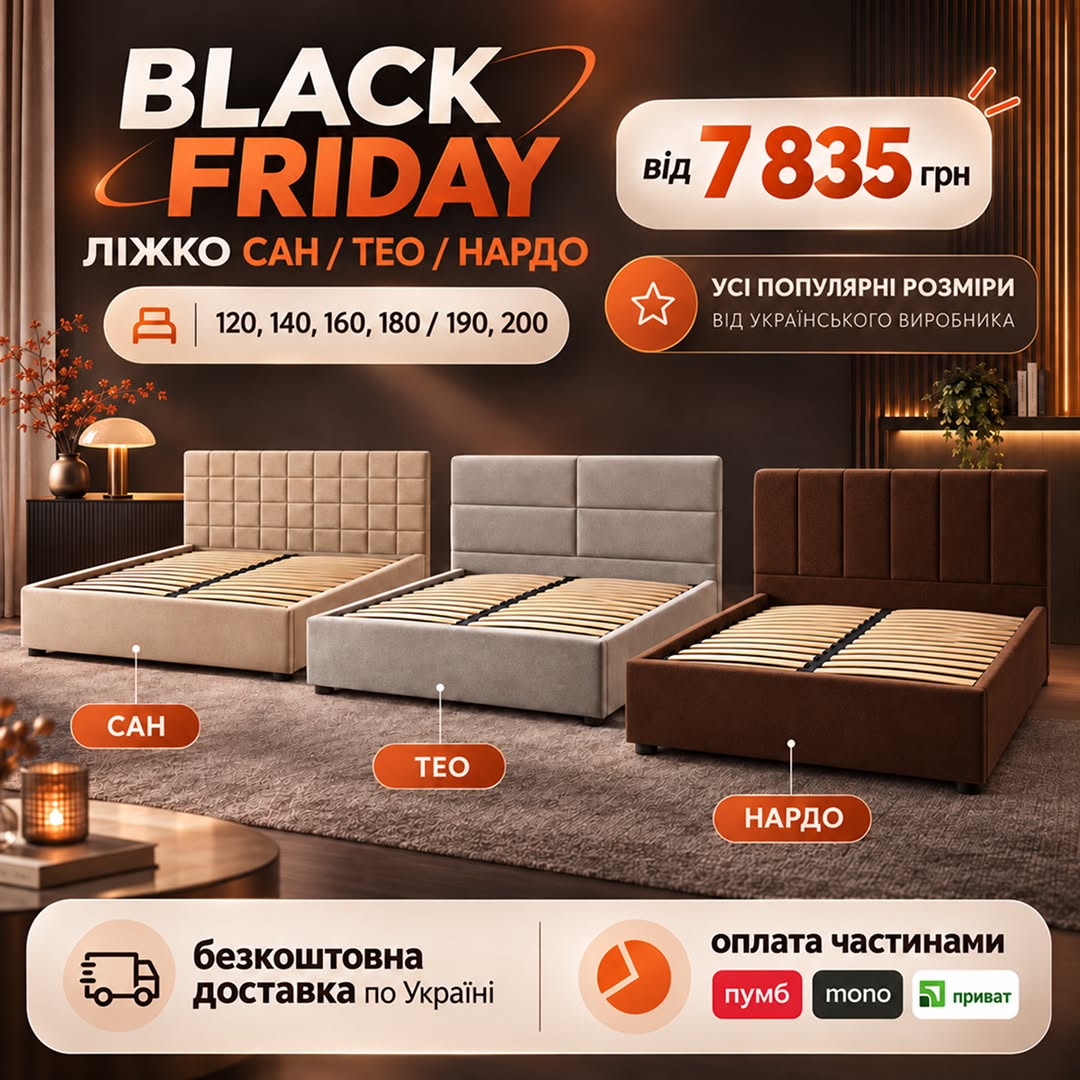 BLACK
FRIDAY
ЛІЖКО САН / ТЕО / НАРДО
120, 140, 160, 180 / 190, 200
від 7 835 грн
УСІ ПОПУЛЯРНІ РОЗМІРИ
ВІД УКРАЇНСЬКОГО ВИРОБНИКА
САН
ТЕО
НАРДО
безкоштовна
доставка по Україні
оплата частинами
пумб
mono
приват